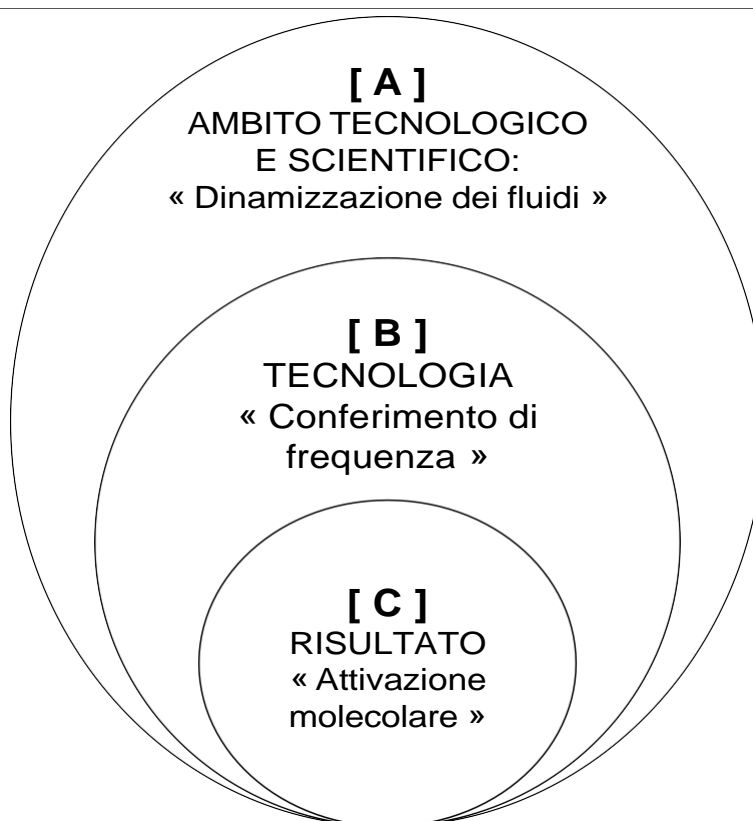 [ A ]
AMBITO TECNOLOGICO
E SCIENTIFICO:
« Dinamizzazione dei fluidi »
[ B ]
TECNOLOGIA
« Conferimento di
frequenza »
[ C ]
RISULTATO
« Attivazione
molecolare »